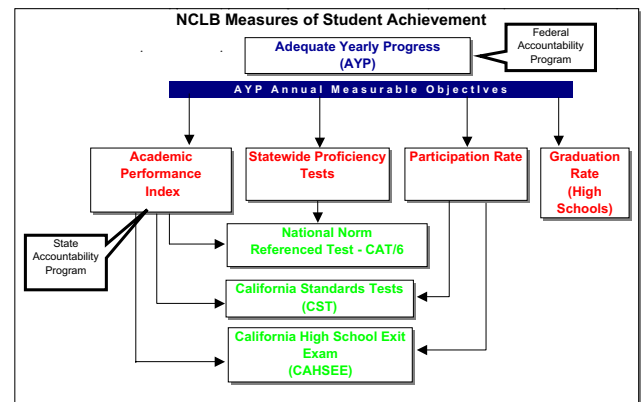 NCLB Measures of Student Achievement
Adequate Yearly Progress
(AYP)
Federal
Accountability
Program
AYP Annual Measurable ObjectIves
Academic
Performance
Index
Statewide Proficiency
Tests
Participation Rate
Graduation
Rate
(High
Schools)
State
Accountability
Program
National Norm
Referenced Test - CAT/6
California Standards Tests
(CST)
California High School Exit
Exam
(CAHSEE)